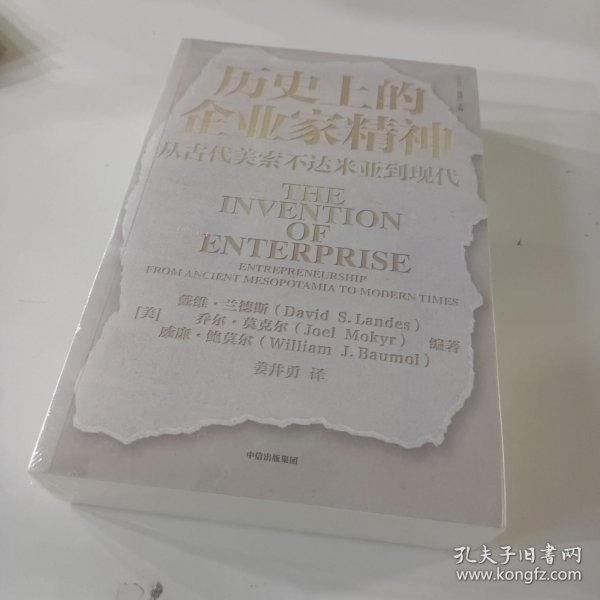 历史上的
企业家精神
从古代美索不达米亚到现代
THE
INVENTION
OF
ENTERPRISE
ENTREPRENEURSHIP
FROM ANCIENT MESOPOTAMIA TO MODERN TIMES
[美] 戴维·兰德斯(David S. Landes)
乔尔·莫克尔(Joel Mokyr) 编著
威廉·鲍莫尔(William J. Baumol)
姜井勇 译
中信出版集团
孔夫子旧书网
www.kongfz.com